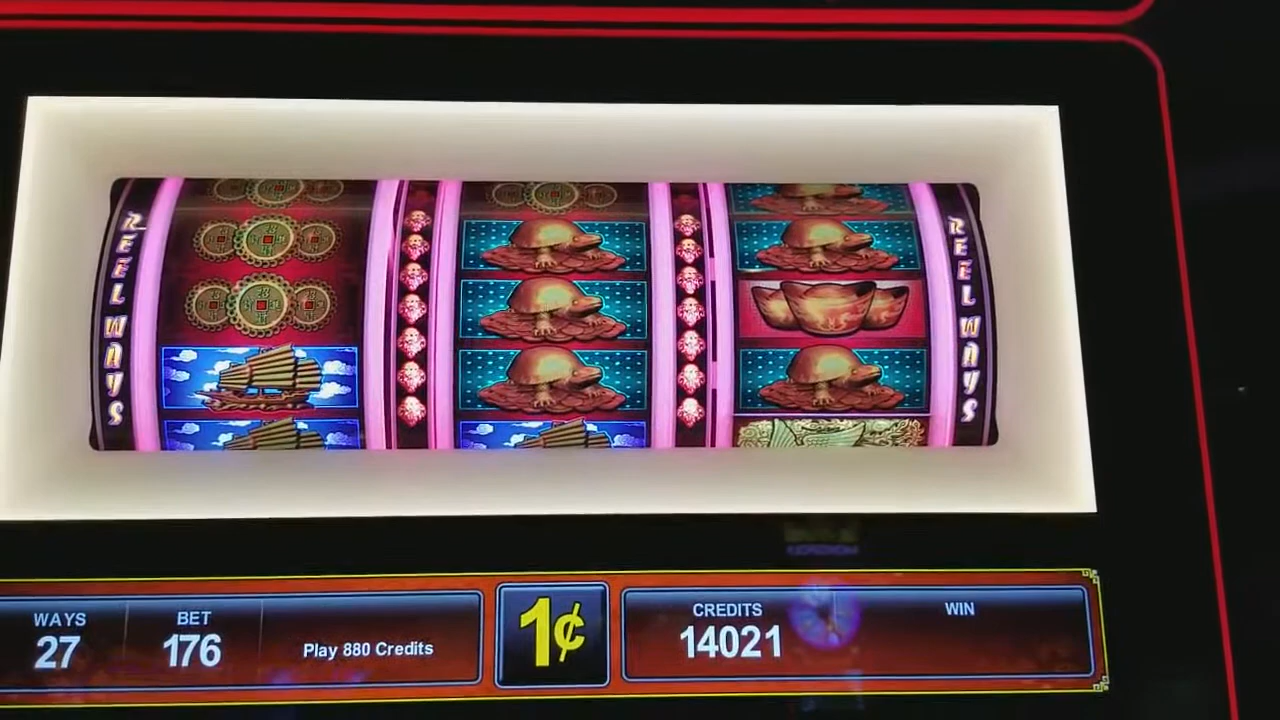 REEL WAYS
REEL WAYS
WAYS
27
BET
176
Play 880 Credits
1¢
CREDITS
14021
WIN